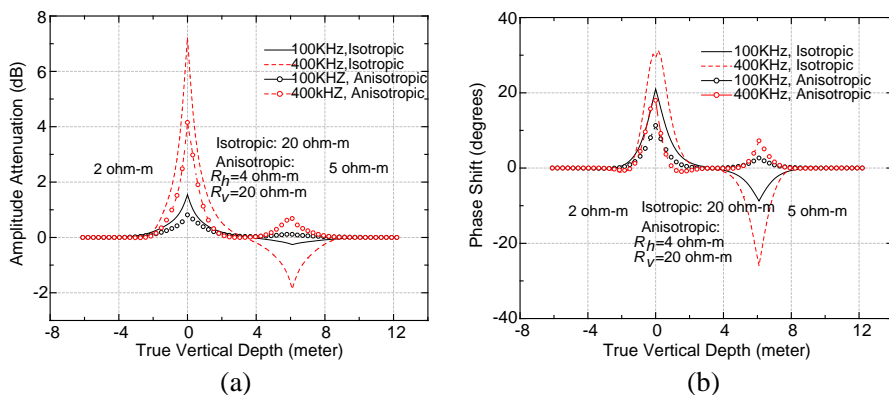 8
6
4
2
0
-2
Amplitude Attenuation (dB)
100KHz,Isotropic
400KHz,Isotropic
100KHZ, Anisotropic
400kHZ, Anisotropic
Isotropic: 20 ohm-m
Anisotropic:
Rh=4 ohm-m
Rv=20 ohm-m
2 ohm-m
5 ohm-m
-8
-4
0
4
8
12
True Vertical Depth (meter)
(a)
40
20
0
-20
-40
Phase Shift (degrees)
100KHz, Isotropic
400KHz, Isotropic
100KHz, Anisotropic
400KHz, Anisotropic
2 ohm-m
Isotropic: 20 ohm-m
5 ohm-m
Anisotropic:
Rh=4 ohm-m
Rv=20 ohm-m
-8
-4
0
4
8
12
True Vertical Depth (meter)
(b)